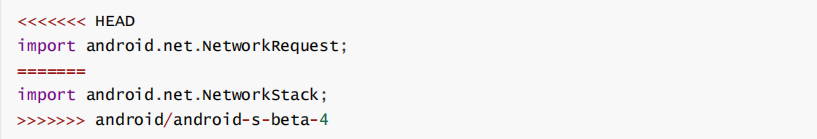 <<<<<<< HEAD
import android.net.NetworkRequest;
=======
import android.net.NetworkStack;
>>>>>>> android/android-s-beta-4